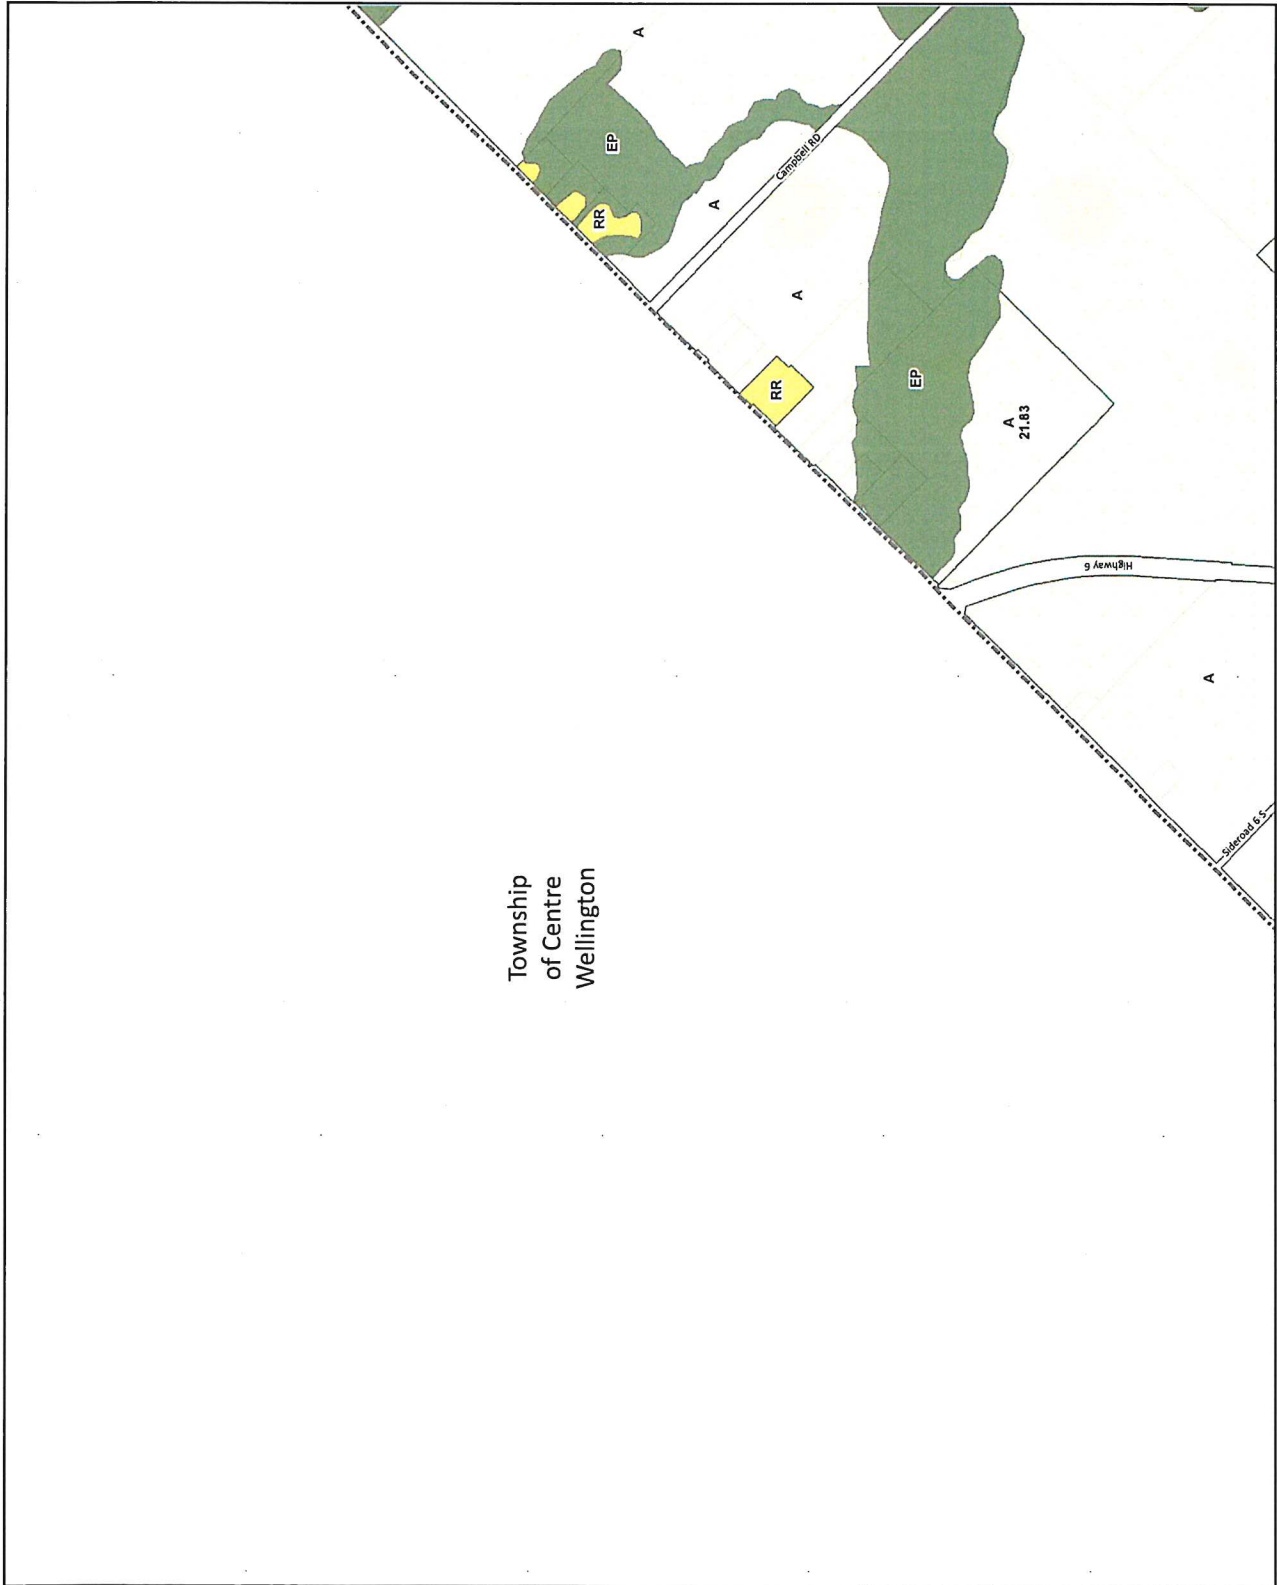 A
EP
RR
A
Campbell RD
A
RR
EP
A
21.83
Highway 6
A
Sideroad 6 S
Township
of Centre
Wellington